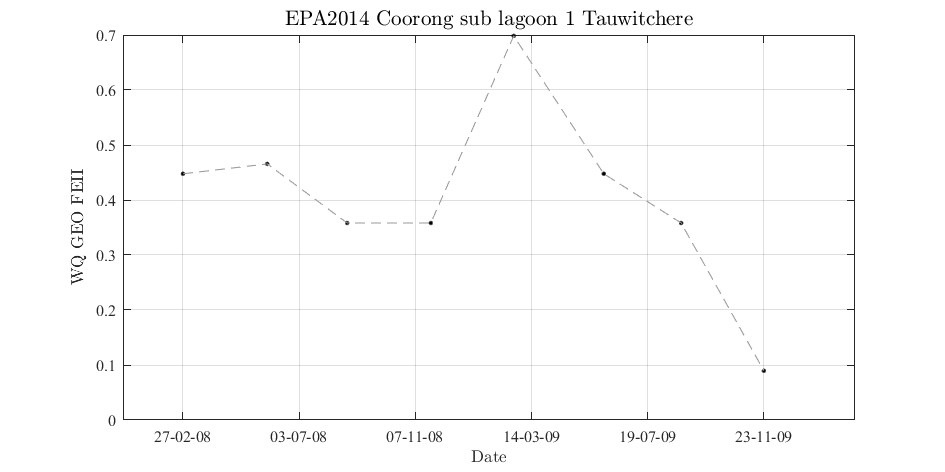 EPA2014 Coorong sub lagoon 1 Tauwitchere
0.7
0.6
0.5
0.4
0.3
0.2
0.1
0
WQ GEO FEII
27-02-08 03-07-08 07-11-08 14-03-09 19-07-09 23-11-09
Date